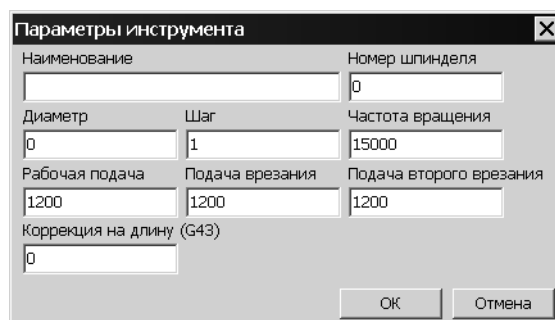 Параметры инструмента
Наименование Номер шпинделя
0
Диаметр Шаг Частота вращения
0 1 15000
Рабочая подача Подача врезания Подача второго врезания
1200 1200 1200
Коррекция на длину (G43)
0
ОК Отмена